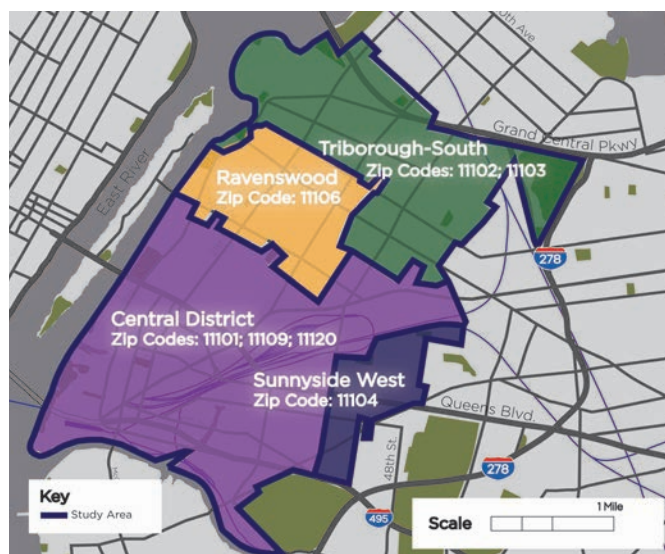 Grand Central Pkwy
Triborough-South
Zip Codes: 11102; 11103
Ravenswood
Zip Code: 11106
East River
278
Central District
Zip Codes: 11101; 11109; 11120
Sunnyside West
Zip Code: 11104
Queens Blvd.
48th St.
278
495
Key
Study Area
Scale
1 Mile